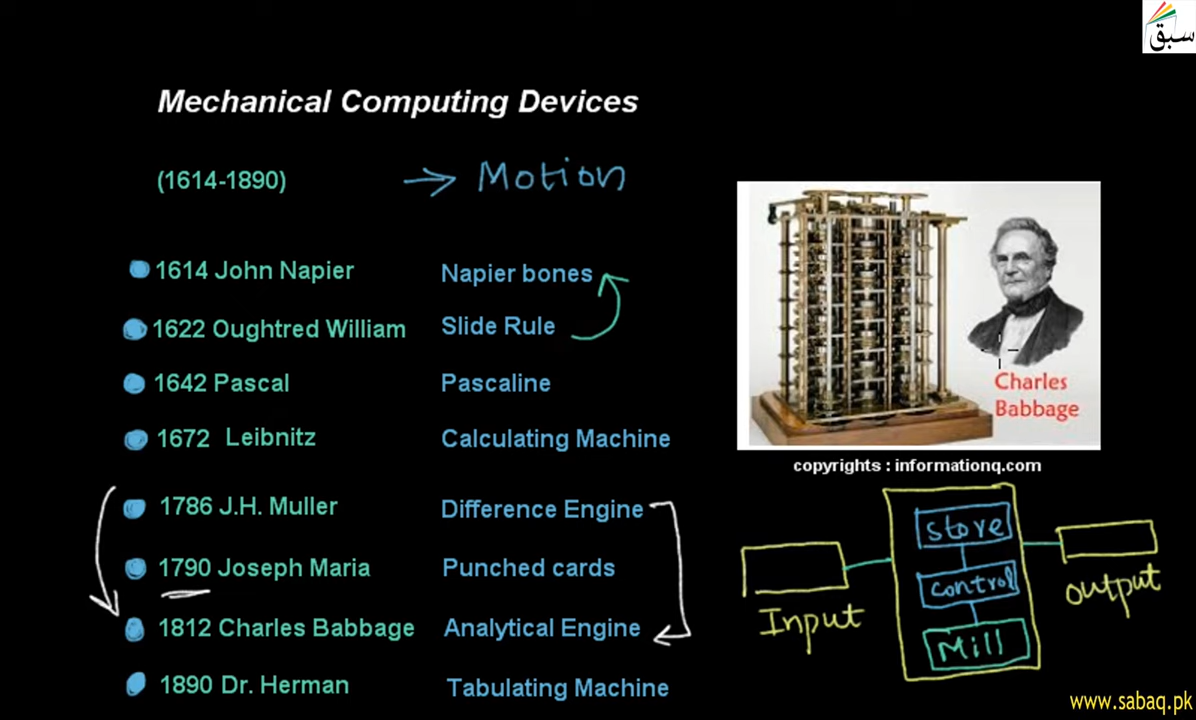 سبق
Mechanical Computing Devices
(1614-1890) → Motion
1614 John Napier Napier bones
1622 Oughtred William Slide Rule
1642 Pascal Pascaline
1672 Leibnitz Calculating Machine
1786 J.H. Muller Difference Engine
1790 Joseph Maria Punched cards
1812 Charles Babbage Analytical Engine
1890 Dr. Herman Tabulating Machine
Charles
Babbage
copyrights : informationq.com
store
control
Mill
Input
output
www.sabaq.pk